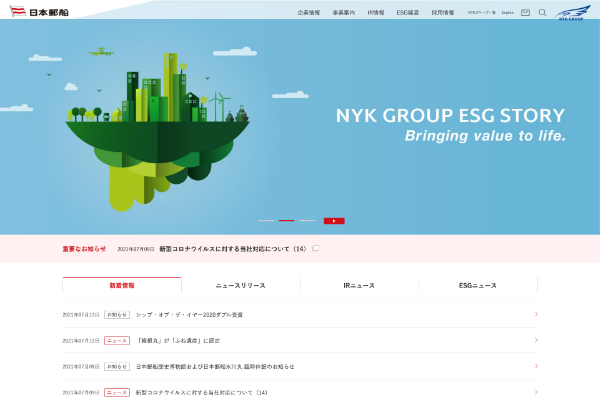 日本郵船
企業情報 事業案内 IR情報 ESG経営 採用情報 NYKグループ一覧 English
NYK GROUP
NYK GROUP ESG STORY
Bringing value to life.
重要なお知らせ 2021年07月09日 新型コロナウイルスに対する当社対応について（14）
新着情報 ニュースリリース IRニュース ESGニュース
2021年07月13日 お知らせ シップ・オブ・ザ・イヤー2020ダブル受賞
2021年07月12日 ニュース 「箱根丸」が「ふね遺産」に認定
2021年07月09日 お知らせ 日本郵船歴史博物館および日本郵船氷川丸 臨時休館のお知らせ
2021年07月09日 ニュース 新型コロナウイルスに対する当社対応について（14）